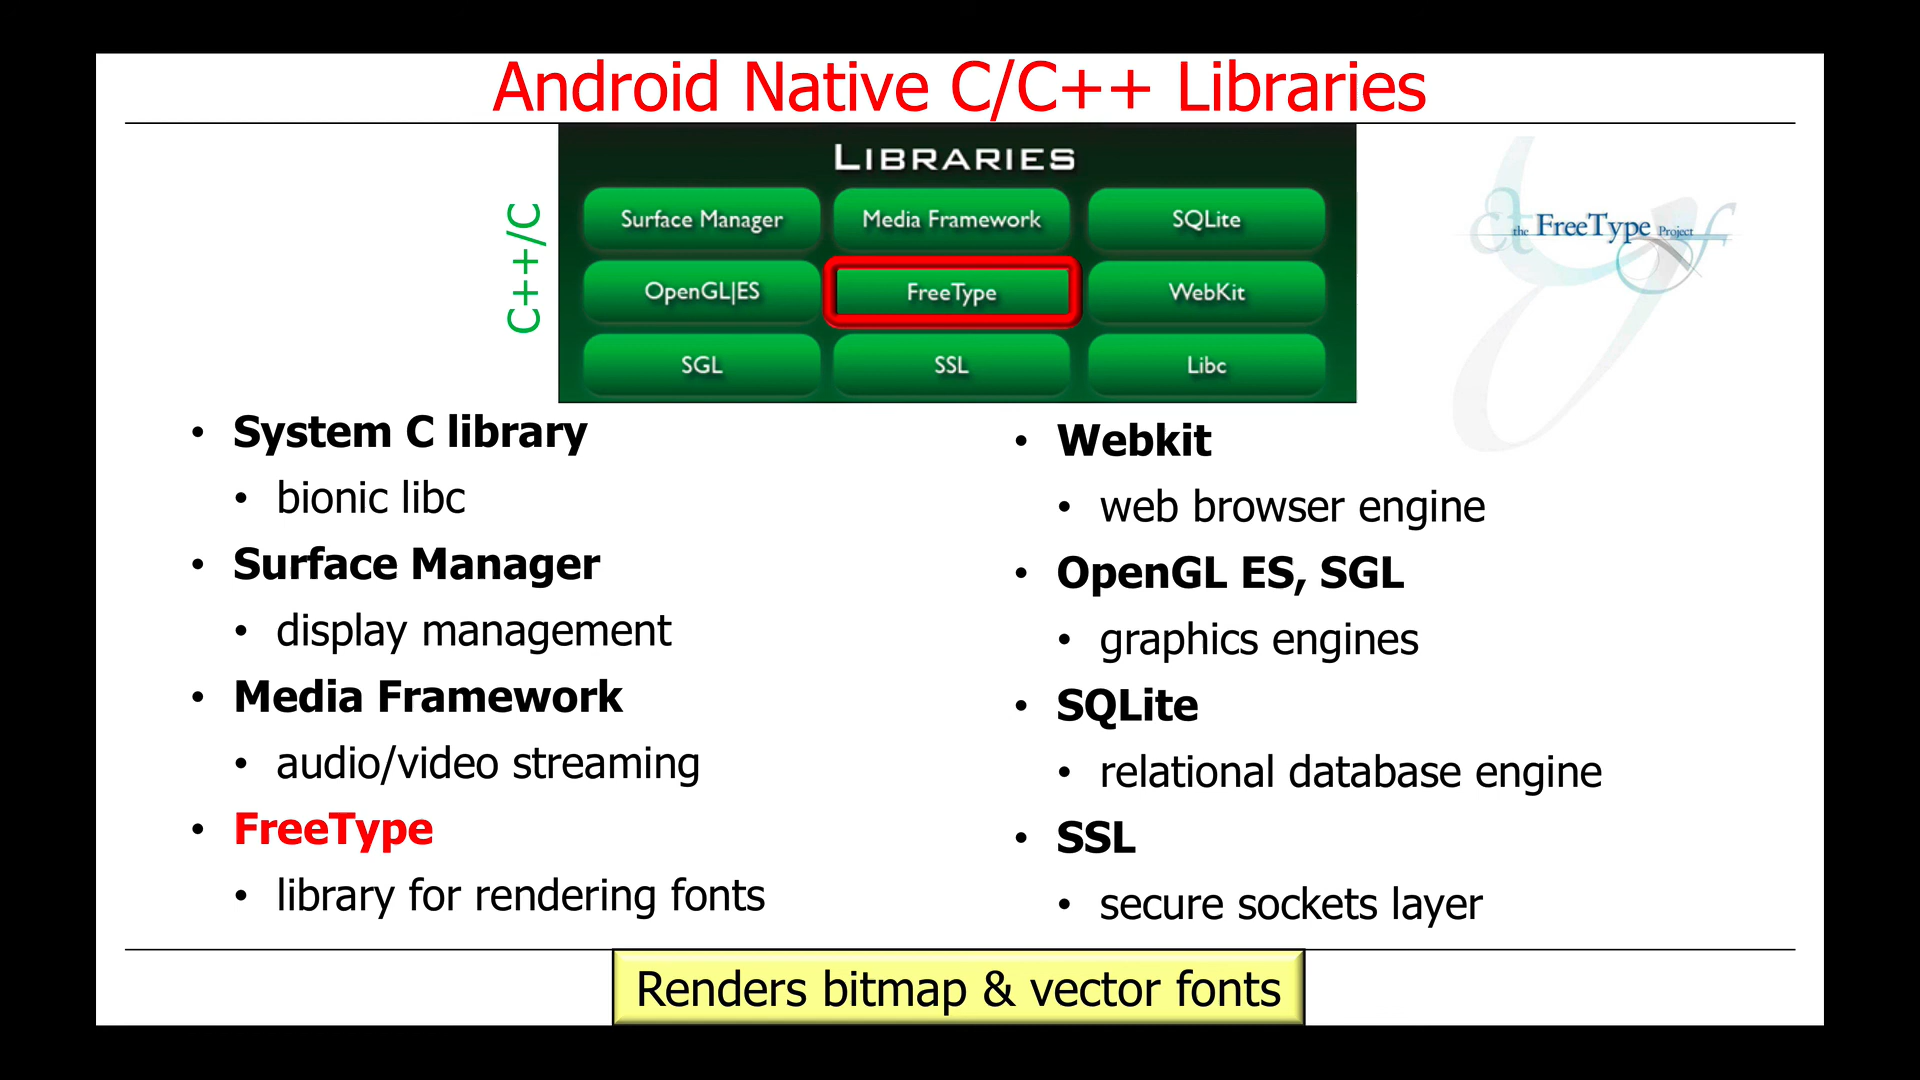 Android Native C/C++ Libraries
LIBRARIES
C++/C
Surface Manager
Media Framework
SQLite
OpenGL|ES
FreeType
WebKit
SGL
SSL
Libc
the FreeType Project
• System C library
• bionic libc
• Surface Manager
• display management
• Media Framework
• audio/video streaming
• FreeType
• library for rendering fonts
• Webkit
• web browser engine
• OpenGL ES, SGL
• graphics engines
• SQLite
• relational database engine
• SSL
• secure sockets layer
Renders bitmap & vector fonts